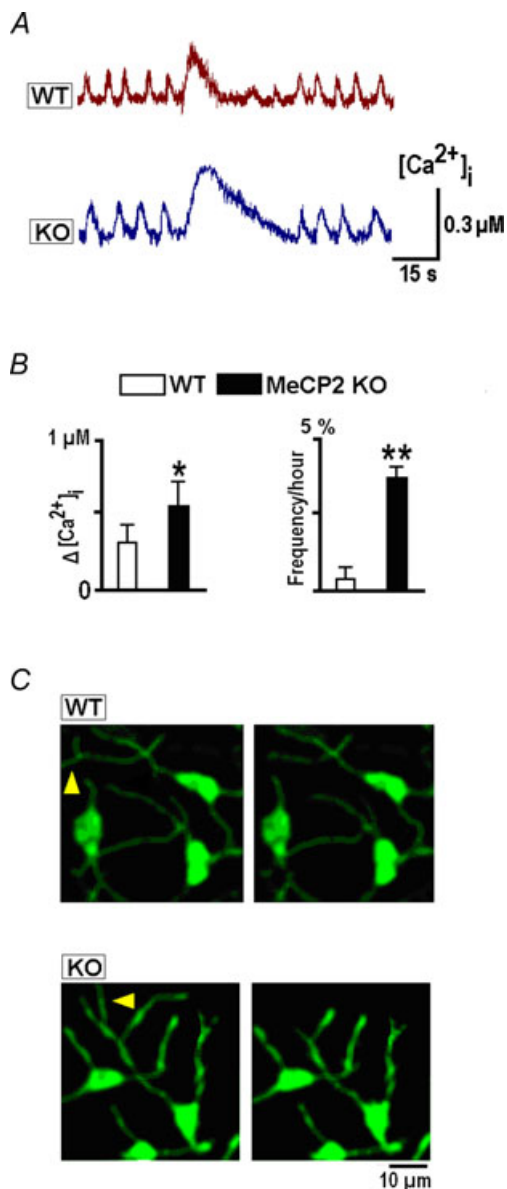 A
WT
[Ca²⁺]ᵢ
KO
0.3 µM
15 s
B
WT MeCP2 KO
1 µM
5 %
*
**
Δ [Ca²⁺]ᵢ
Frequency/hour
0
C
WT
KO
10 µm